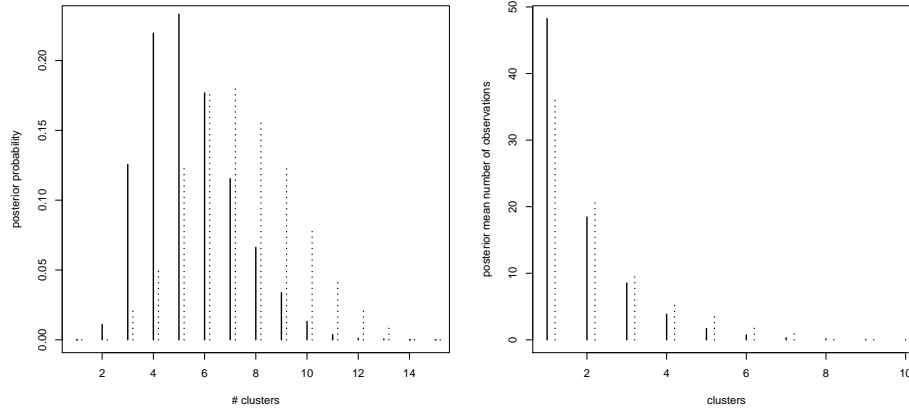 posterior probability
0.20
0.15
0.10
0.05
0.00
2 4 6 8 10 12 14
# clusters
posterior mean number of observations
50
40
30
20
10
0
2 4 6 8 10
clusters